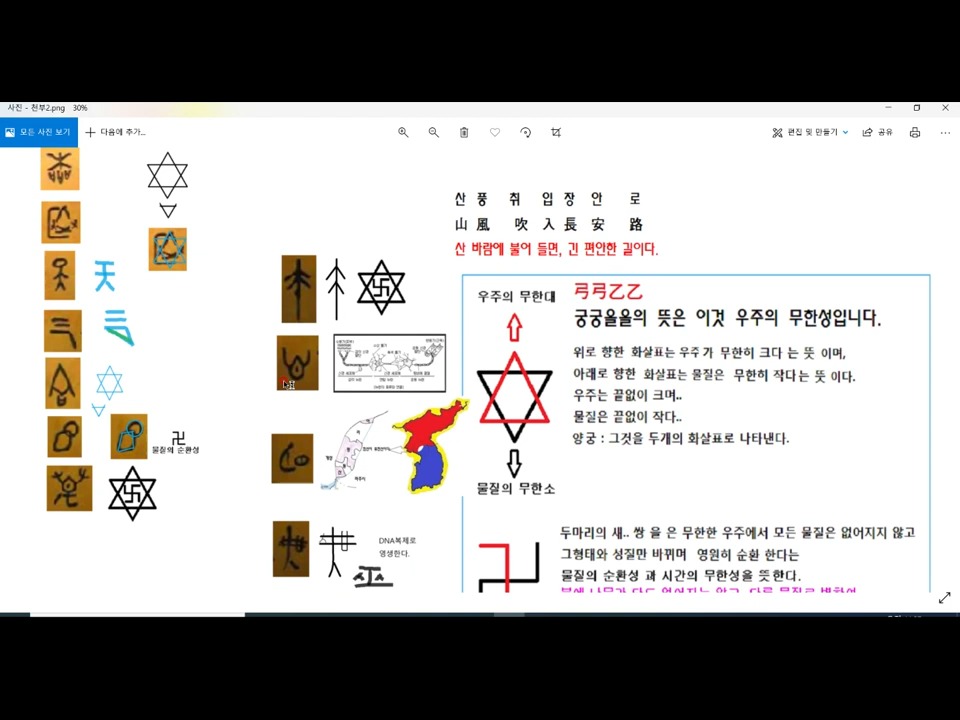 사진 - 천부2.png 30%
모든 사진 보기 다음에 추가... 편집 및 만들기 공유
산 풍 취 입 장 안 로
山 風 吹 入 長 安 路
산 바람에 불어 들면, 긴 편안한 길이다.
天
우주의 무한대
弓弓乙乙
궁궁을을의 뜻은 이것 우주의 무한성입니다.
위로 향한 화살표는 우주가 무한히 크다 는 뜻 이며,
아래로 향한 화살표는 물질은 무한히 작다는 뜻 이다.
우주는 끝없이 크며..
물질은 끝없이 작다..
양궁 : 그것을 두개의 화살표로 나타낸다.
물질의 무한소
卍
물질의 순환성
DNA복제로
영생한다.
두마리의 새.. 쌍 을 은 무한한 우주에서 모든 물질은 없어지지 않고
그형태와 성질만 바뀌며 영원히 순환 한다는
물질의 순환성 과 시간의 무한성을 뜻한다.